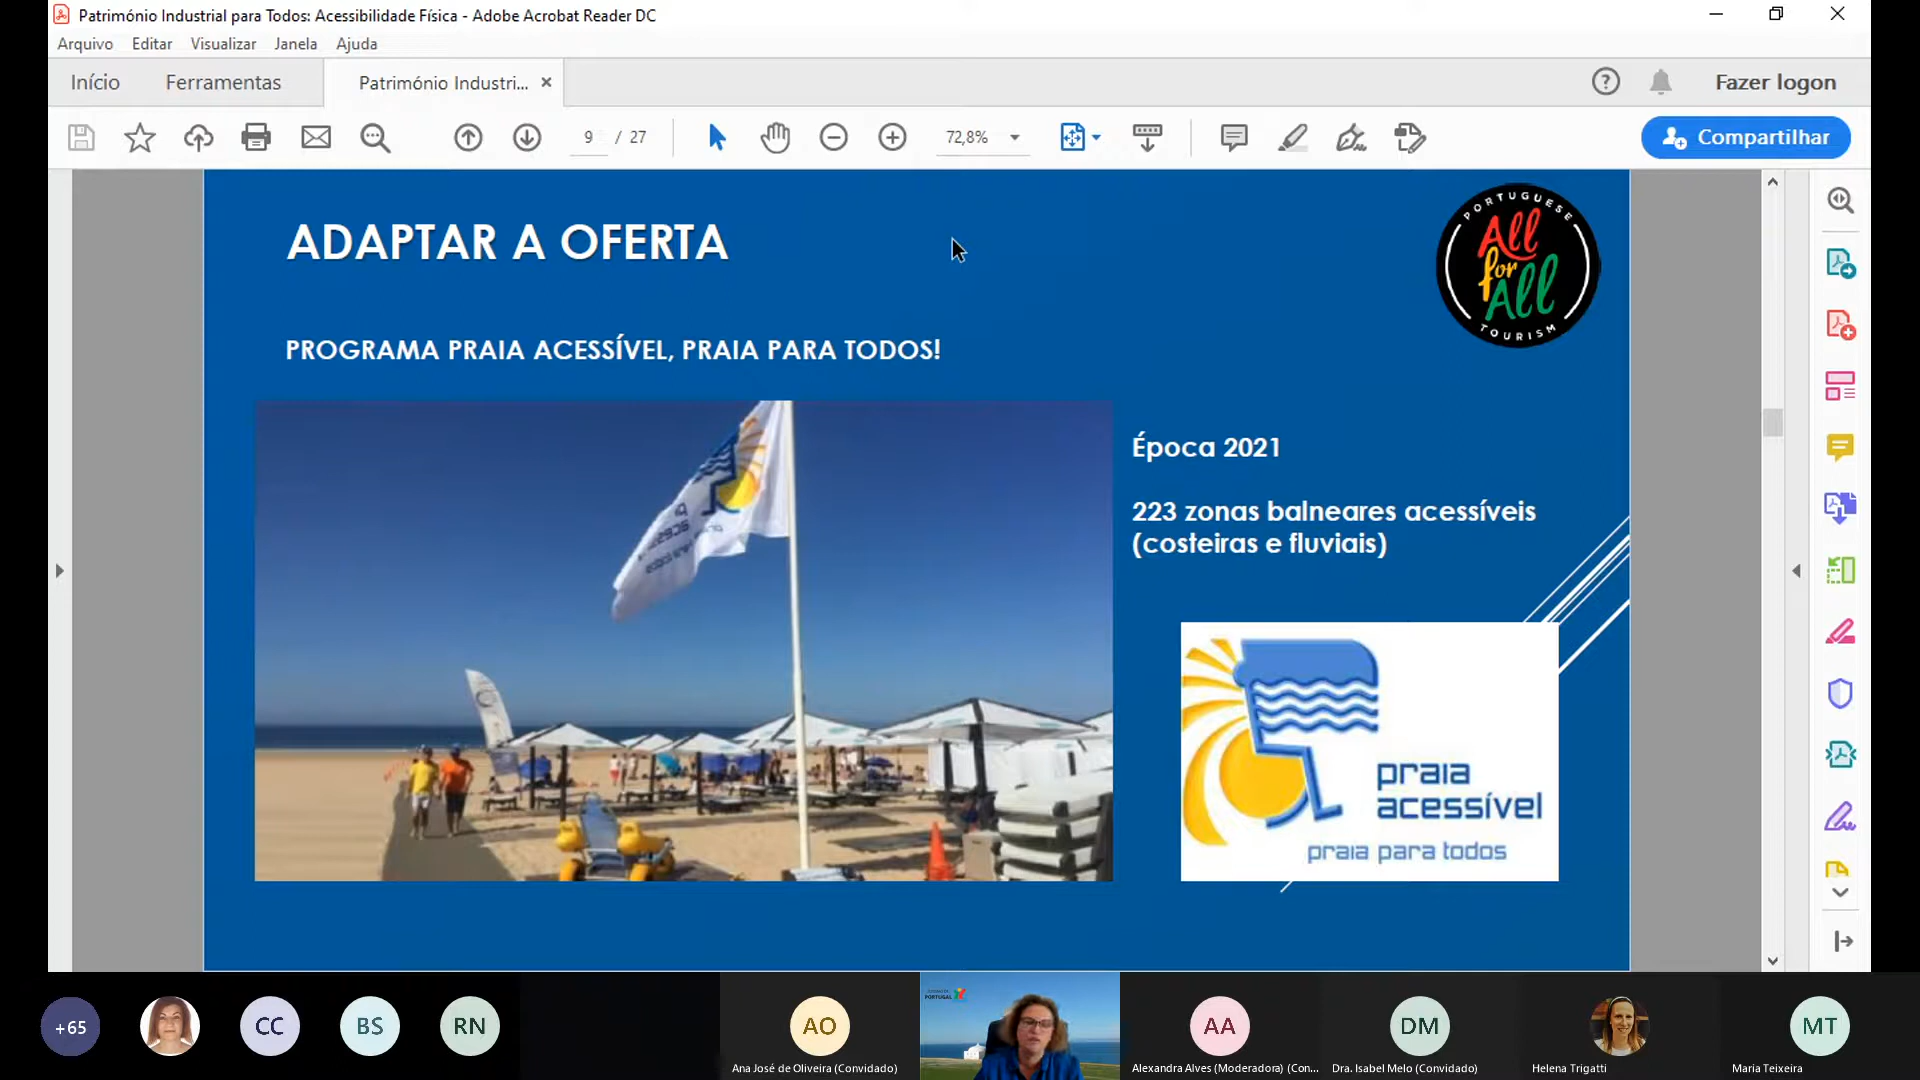 Património Industrial para Todos: Acessibilidade Física - Adobe Acrobat Reader DC
Arquivo Editar Visualizar Janela Ajuda
Início Ferramentas Património Industri... Fazer logon
9 / 27 72,8% Compartilhar
ADAPTAR A OFERTA
PORTUGUESE
All
for
All
TOURISM
PROGRAMA PRAIA ACESSÍVEL, PRAIA PARA TODOS!
Época 2021
223 zonas balneares acessíveis
(costeiras e fluviais)
praia
acessível
praia para todos
+65 CC BS RN AO AA DM MT
PORTUGAL
Ana José de Oliveira (Convidado) Alexandra Alves (Moderadora) (Con... Dra. Isabel Melo (Convidado) Helena Trigatti Maria Teixeira